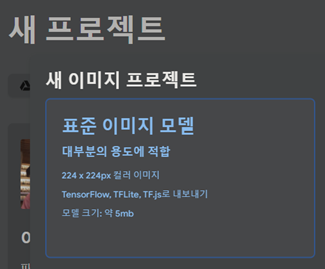 새 프로젝트
새 이미지 프로젝트
표준 이미지 모델
대부분의 용도에 적합
224 x 224px 컬러 이미지
TensorFlow, TFLite, TF.js로 내보내기
모델 크기: 약 5mb